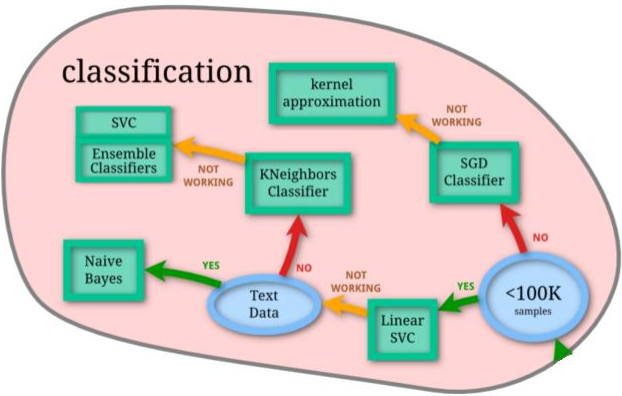 classification
kernel
approximation
NOT
WORKING
SVC
Ensemble
Classifiers
NOT
WORKING
KNeighbors
Classifier
SGD
Classifier
NO
Naive
Bayes
YES
NO
Text
Data
NOT
WORKING
Linear
SVC
YES
<100K
samples